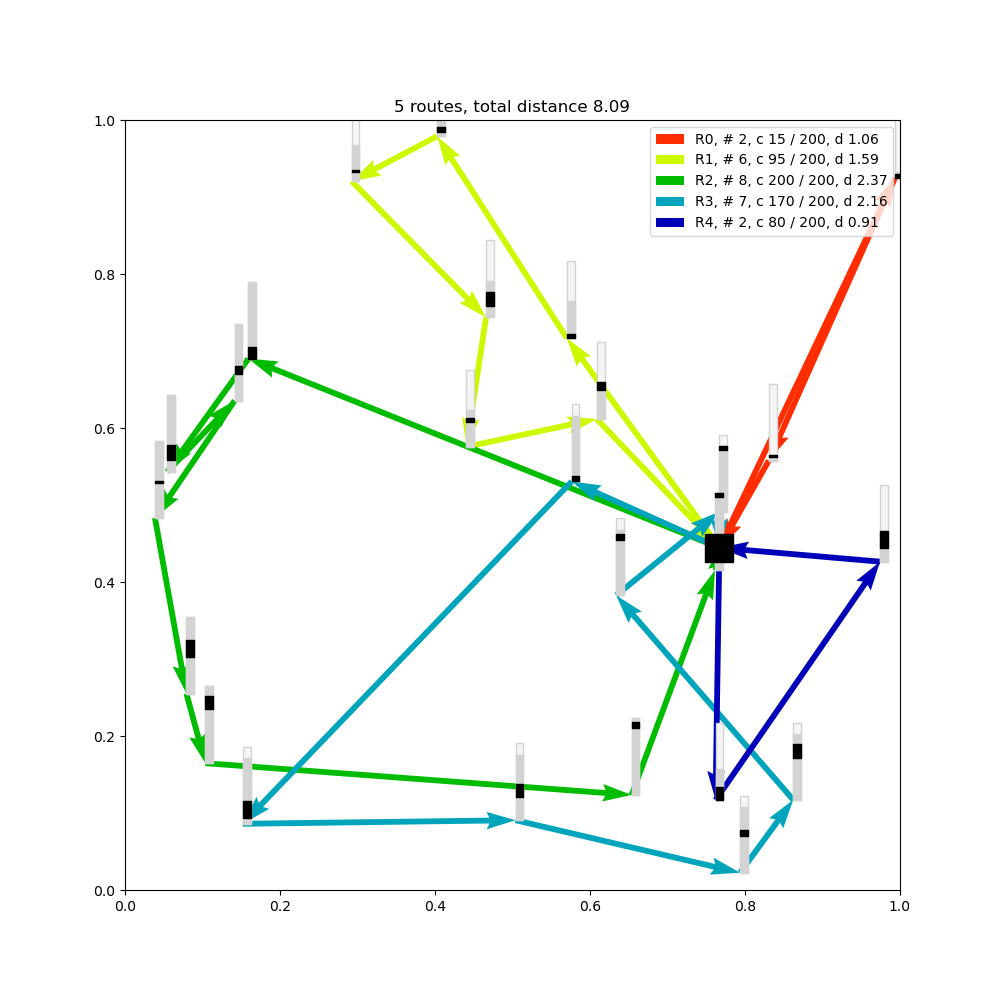 5 routes, total distance 8.09
R0, # 2, c 15 / 200, d 1.06
R1, # 6, c 95 / 200, d 1.59
R2, # 8, c 200 / 200, d 2.37
R3, # 7, c 170 / 200, d 2.16
R4, # 2, c 80 / 200, d 0.91
1.0
0.8
0.6
0.4
0.2
0.0
0.0 0.2 0.4 0.6 0.8 1.0